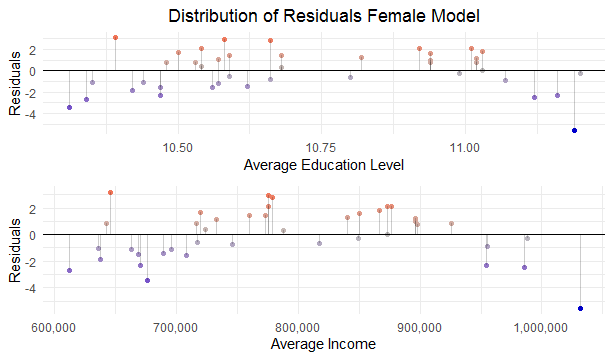 Distribution of Residuals Female Model
Residuals
2
0
-2
-4
10.50 10.75 11.00
Average Education Level
Residuals
2
0
-2
-4
600,000 700,000 800,000 900,000 1,000,000
Average Income